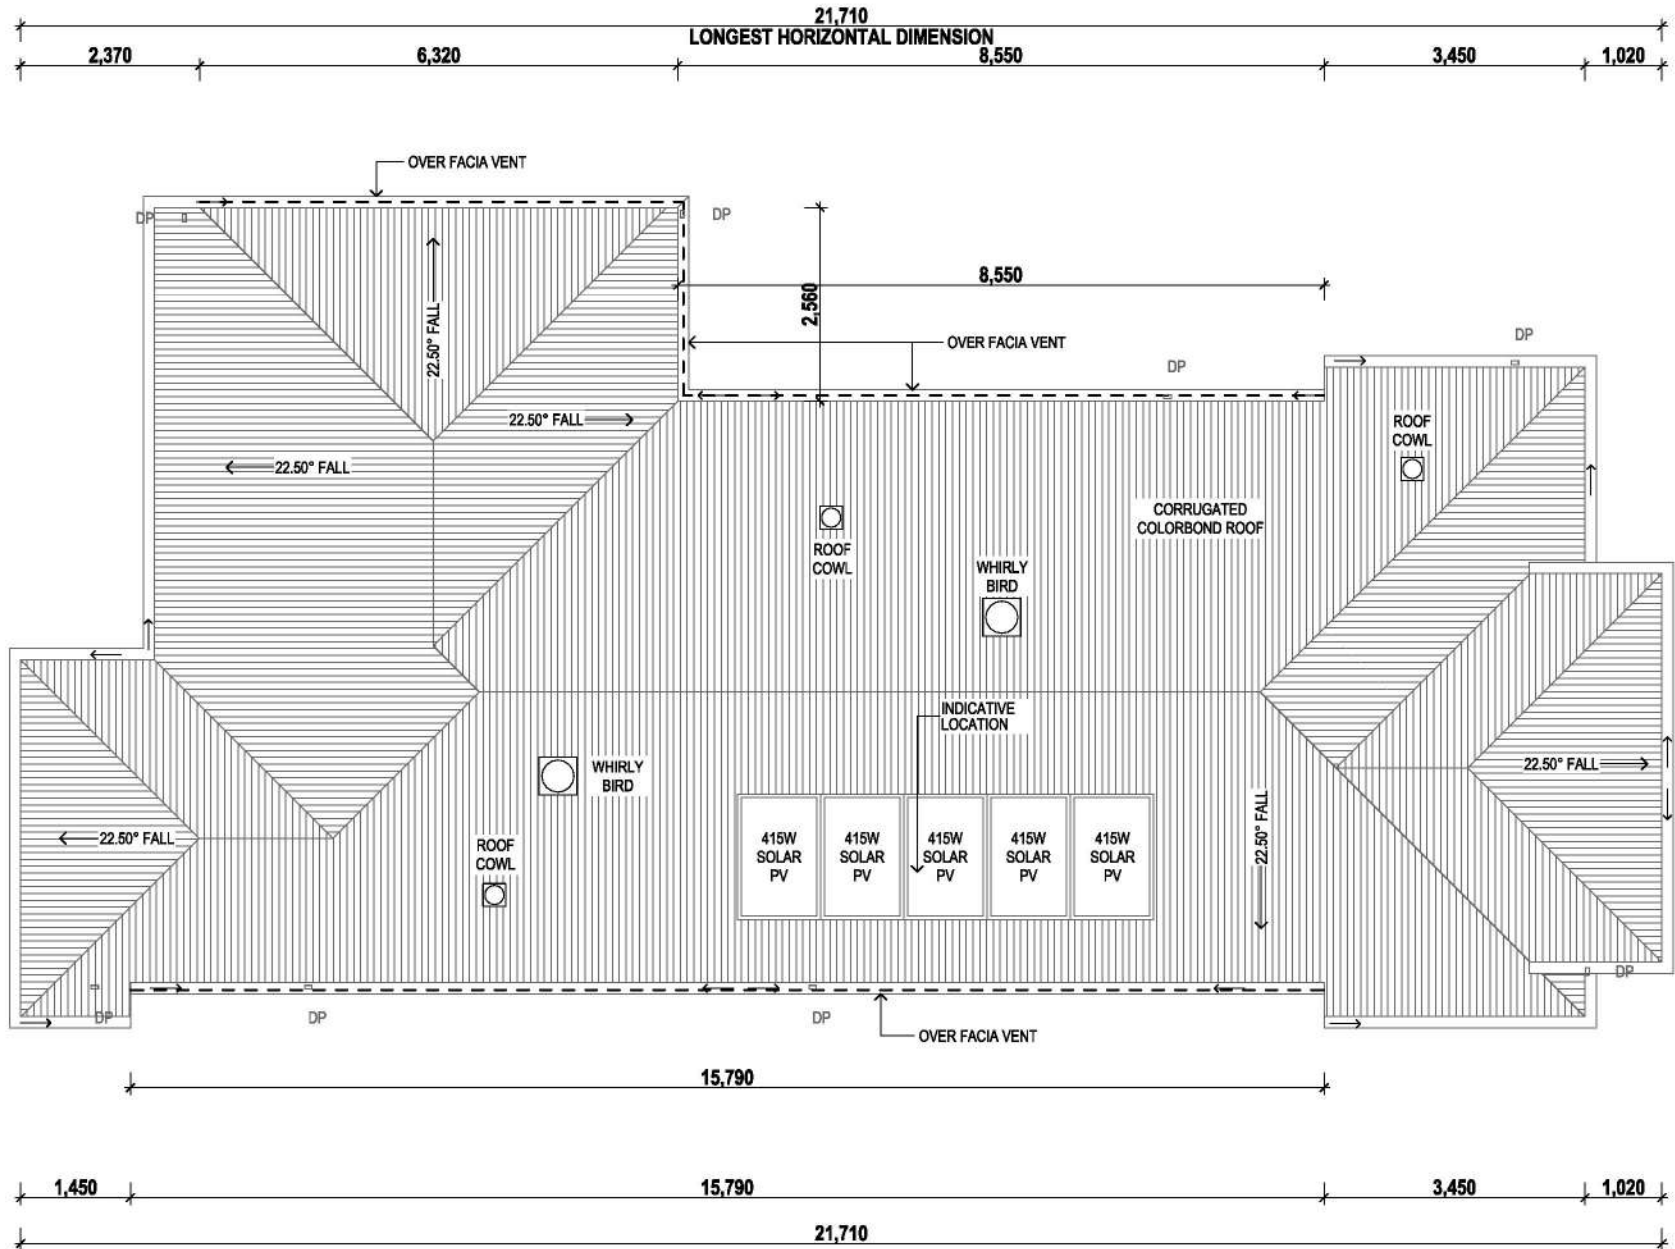 21,710
LONGEST HORIZONTAL DIMENSION
2,370
6,320
8,550
3,450
1,020
OVER FACIA VENT
DP
DP
8,550
2,560
22.50° FALL
OVER FACIA VENT
DP
DP
22.50° FALL
22.50° FALL
ROOF
COWL
CORRUGATED
COLORBOND ROOF
ROOF
COWL
WHIRLY
BIRD
INDICATIVE
LOCATION
WHIRLY
BIRD
22.50° FALL
22.50° FALL
22.50° FALL
ROOF
COWL
415W
SOLAR
PV
415W
SOLAR
PV
415W
SOLAR
PV
415W
SOLAR
PV
415W
SOLAR
PV
DP
DP
DP
DP
OVER FACIA VENT
15,790
1,450
15,790
3,450
1,020
21,710